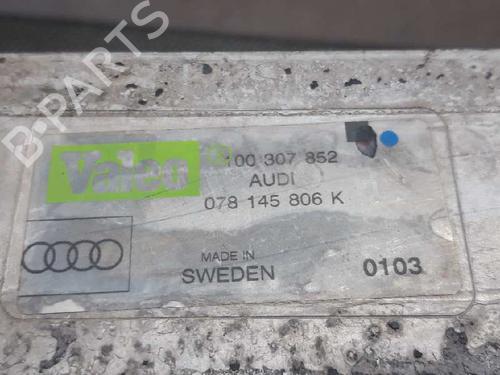 B-PARTS
Valeo
100 307 852
AUDI
078 145 806 K
MADE IN
SWEDEN
0103